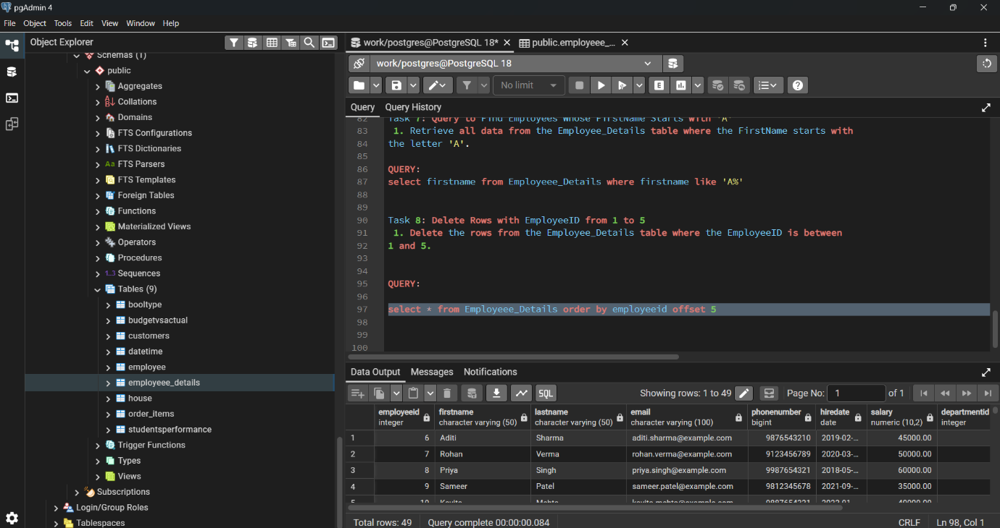 pgAdmin 4
File Object Tools Edit View Window Help
Object Explorer
Schemas (1)
public
Aggregates
Collations
Domains
FTS Configurations
FTS Dictionaries
FTS Parsers
FTS Templates
Foreign Tables
Functions
Materialized Views
Operators
Procedures
Sequences
Tables (9)
booltype
budgetvsactual
customers
datetime
employee
employeee_details
house
order_items
studentsperformance
Trigger Functions
Types
Views
Subscriptions
Login/Group Roles
Tablespaces
work/postgres@PostgreSQL 18* public.employeee_...
work/postgres@PostgreSQL 18
No limit
Query Query History
82 Task 7: Query to Find Employees Whose FirstName Starts with 'A'
83 1. Retrieve all data from the Employee_Details table where the FirstName starts with
84 the letter 'A'.
85
86 QUERY:
87 select firstname from Employeee_Details where firstname like 'A%'
88
89
90 Task 8: Delete Rows with EmployeeID from 1 to 5
91 1. Delete the rows from the Employee_Details table where the EmployeeID is between
92 1 and 5.
93
94
95 QUERY:
96
97 select * from Employeee_Details order by employeeid offset 5
98
99
100
Data Output Messages Notifications
SQL Showing rows: 1 to 49 Page No: 1 of 1
employeeid firstname lastname email phonenumber hiredate salary departmentid
integer character varying (50) character varying (50) character varying (100) bigint date numeric (10,2) integer
1 6 Aditi Sharma aditi.sharma@example.com 9876543210 2019-02-... 45000.00
2 7 Rohan Verma rohan.verma@example.com 9123456789 2020-03-... 50000.00
3 8 Priya Singh priya.singh@example.com 9987654321 2018-05-... 60000.00
4 9 Sameer Patel sameer.patel@example.com 9812345678 2021-09-... 35000.00
5 10 Kavita Mehta kavita.mehta@example.com
Total rows: 49 Query complete 00:00:00.084 CRLF Ln 98, Col 1